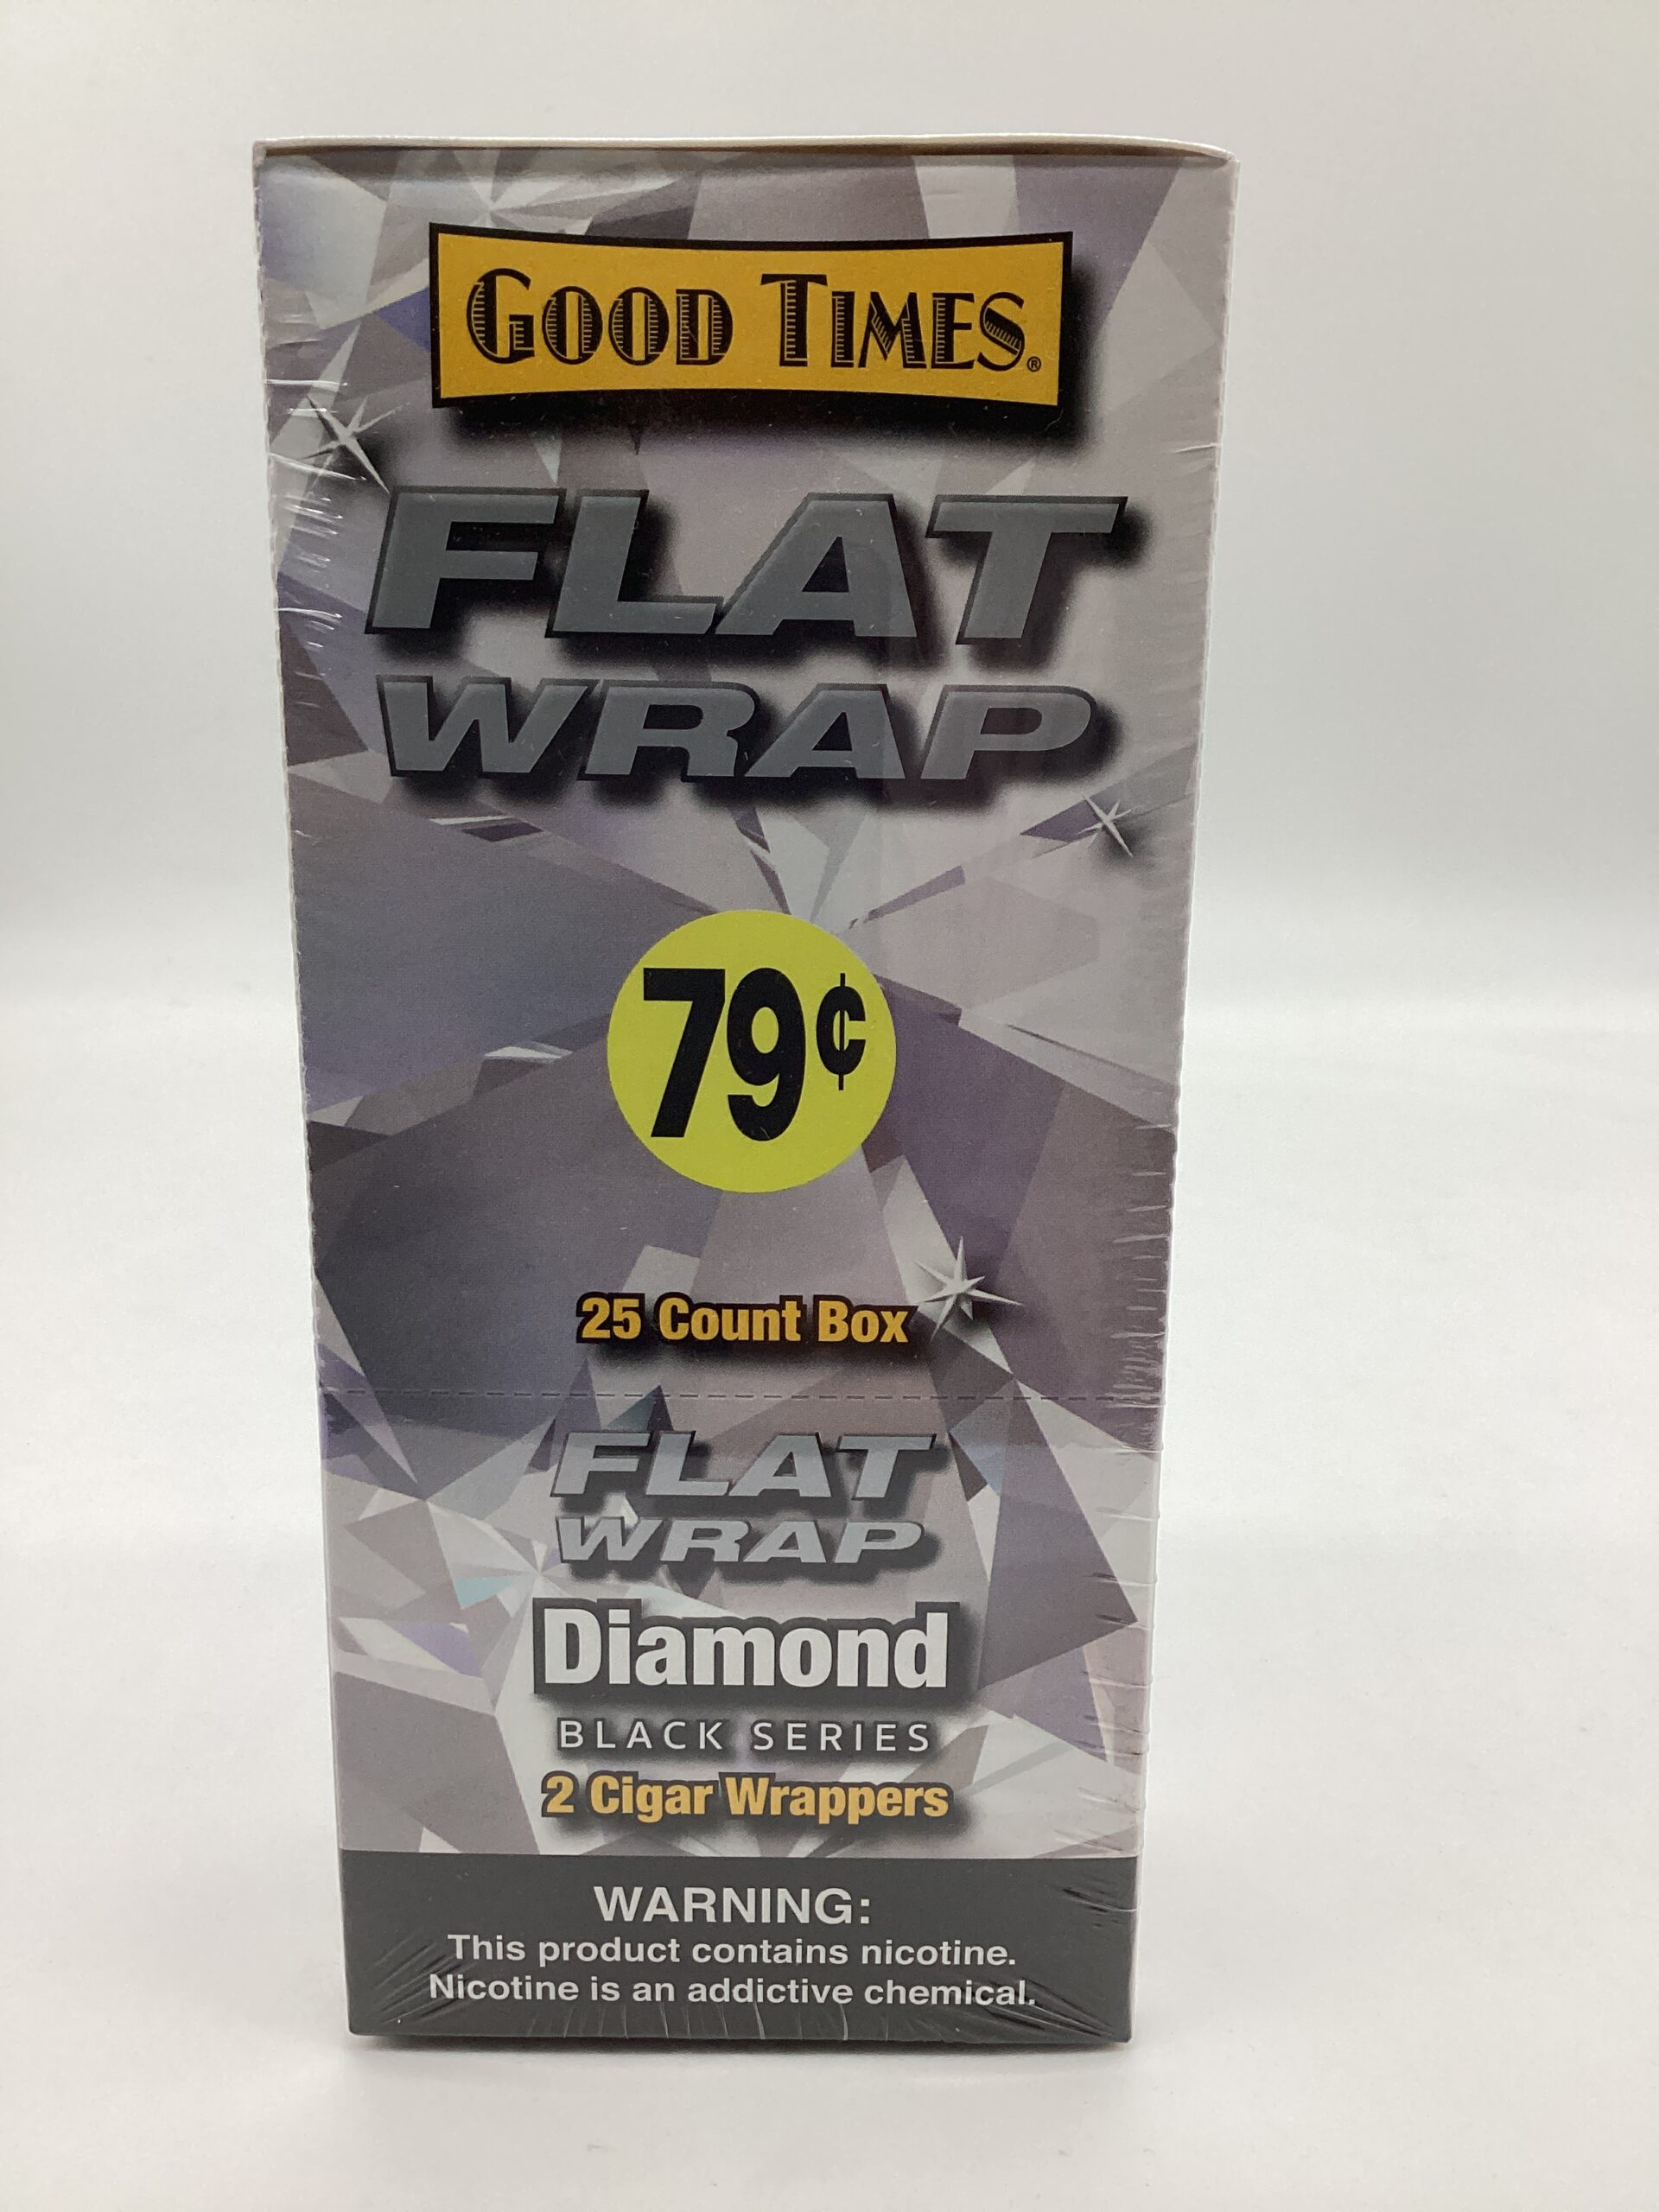 GOOD TIMES®
FLAT
WRAP
79¢
25 Count Box
FLAT
WRAP
Diamond
BLACK SERIES
2 Cigar Wrappers
WARNING:
This product contains nicotine.
Nicotine is an addictive chemical.